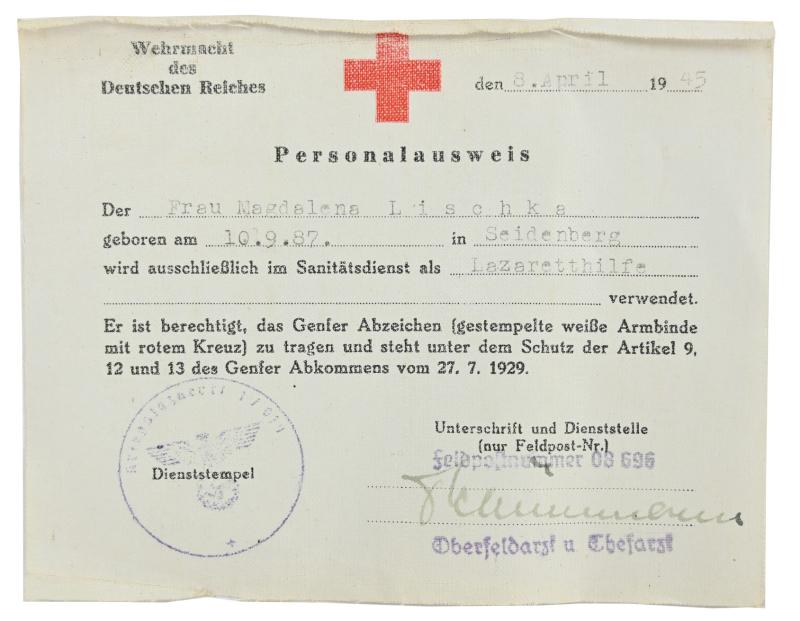 Wehrmacht
des
Deutschen Reiches
den 8.April 19 45
Personalausweis
Der Frau Magdalena Lischka
geboren am 10.9.87. in Seidenberg
wird ausschließlich im Sanitätsdienst als Lazaretthilfe
verwendet.
Er ist berechtigt, das Genfer Abzeichen (gestempelte weiße Armbinde
mit rotem Kreuz) zu tragen und steht unter dem Schutz der Artikel 9,
12 und 13 des Genfer Abkommens vom 27. 7. 1929.
Dienststempel
Unterschrift und Dienststelle
(nur Feldpost-Nr.)
Feldpostnummer 08 696
Oberfeldarzt u Chefarzt